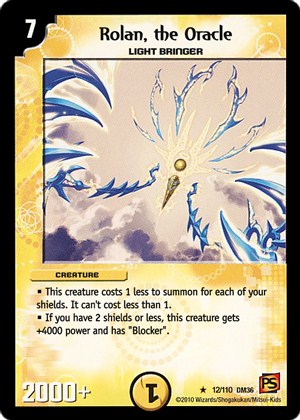 7
Rolan, the Oracle
LIGHT BRINGER
CREATURE
▪ This creature costs 1 less to summon for each of your
shields. It can't cost less than 1.
▪ If you have 2 shields or less, this creature gets
+4000 power and has "Blocker".
2000+
1
★ 12/110 DM36
©2010 Wizards/Shogakukan/Mitsui-Kids
PS